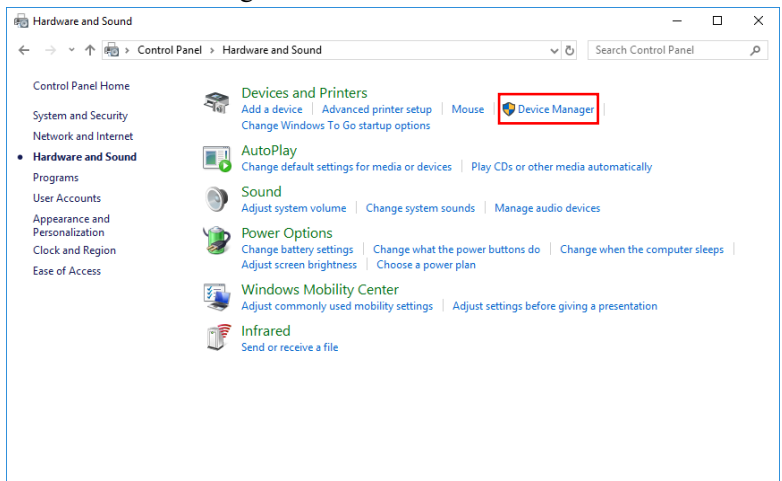 Hardware and Sound
Control Panel > Hardware and Sound
Search Control Panel
Control Panel Home
System and Security
Network and Internet
Hardware and Sound
Programs
User Accounts
Appearance and
Personalization
Clock and Region
Ease of Access
Devices and Printers
Add a device | Advanced printer setup | Mouse | Device Manager |
Change Windows To Go startup options
AutoPlay
Change default settings for media or devices | Play CDs or other media automatically
Sound
Adjust system volume | Change system sounds | Manage audio devices
Power Options
Change battery settings | Change what the power buttons do | Change when the computer sleeps |
Adjust screen brightness | Choose a power plan
Windows Mobility Center
Adjust commonly used mobility settings | Adjust settings before giving a presentation
Infrared
Send or receive a file